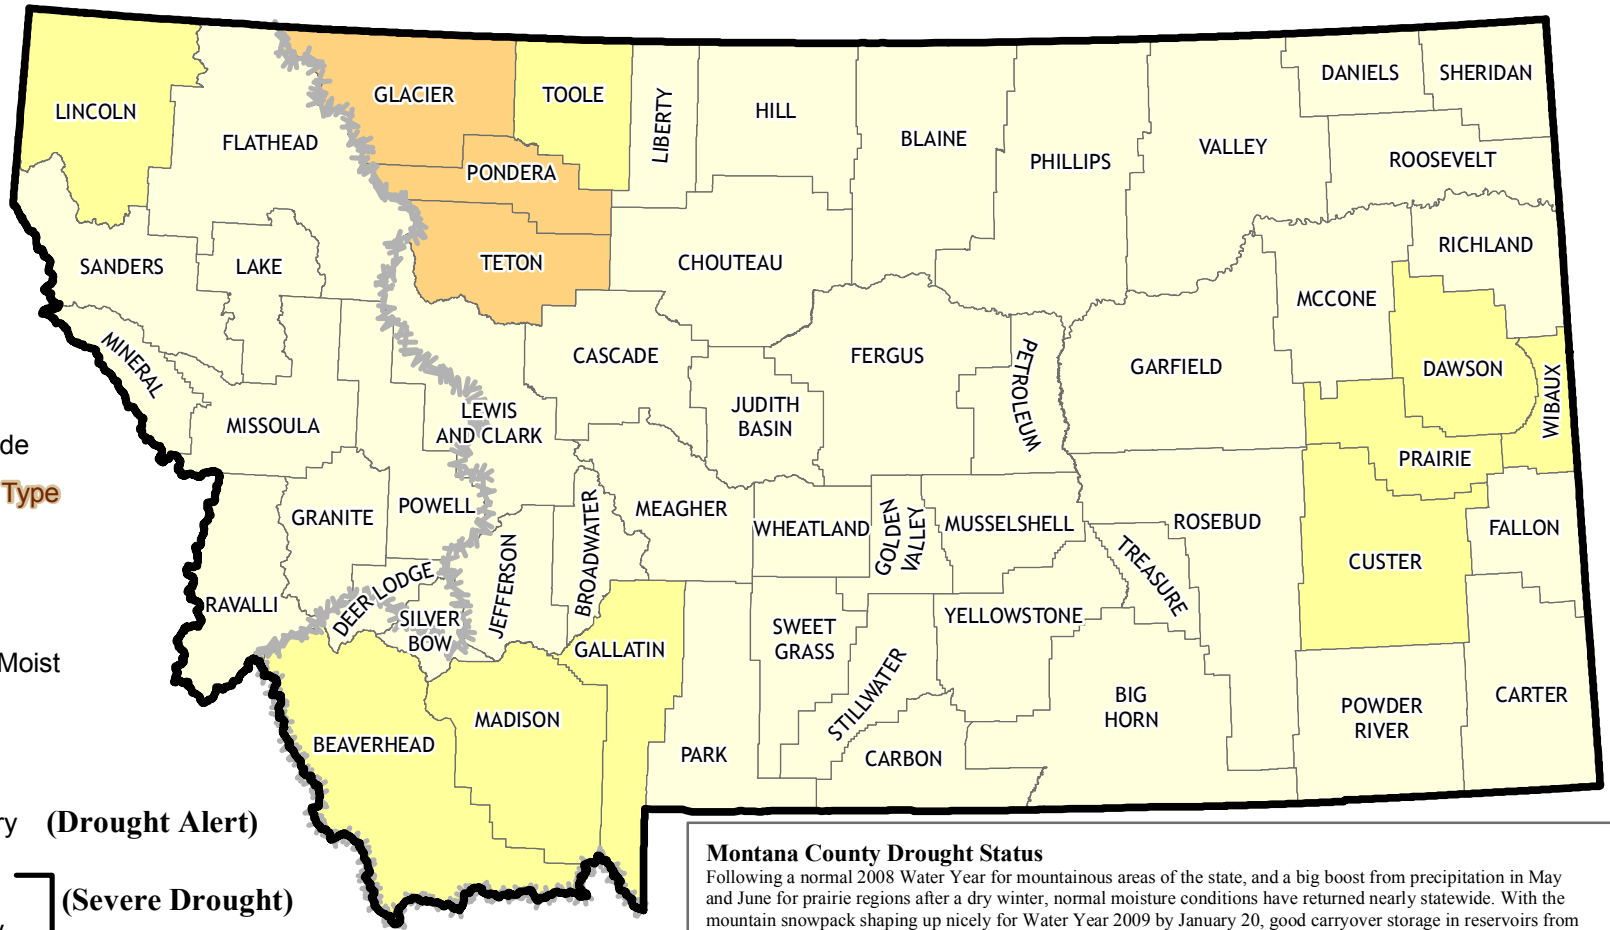 DANIELS
SHERIDAN
GLACIER
TOOLE
LINCOLN
LIBERTY
HILL
BLAINE
FLATHEAD
VALLEY
PHILLIPS
ROOSEVELT
PONDERA
RICHLAND
TETON
CHOUTEAU
SANDERS
LAKE
MCCONE
MINERAL
CASCADE
FERGUS
PETROLEUM
GARFIELD
DAWSON
WIBAUX
JUDITH
BASIN
LEWIS
AND CLARK
MISSOULA
de
PRAIRIE
Type
POWELL
GRANITE
MEAGHER
WHEATLAND
GOLDEN
VALLEY
MUSSELSHELL
ROSEBUD
FALLON
BROADWATER
JEFFERSON
TREASURE
CUSTER
DEER LODGE
RAVALLI
SILVER
BOW
YELLOWSTONE
SWEET
GRASS
GALLATIN
Moist
STILLWATER
BIG
HORN
CARTER
POWDER
RIVER
MADISON
BEAVERHEAD
PARK
CARBON
ry (Drought Alert)
(Severe Drought)
Montana County Drought Status
Following a normal 2008 Water Year for mountainous areas of the state, and a big boost from precipitation in May
and June for prairie regions after a dry winter, normal moisture conditions have returned nearly statewide. With the
mountain snowpack shaping up nicely for Water Year 2009 by January 20, good carryover storage in reservoirs from